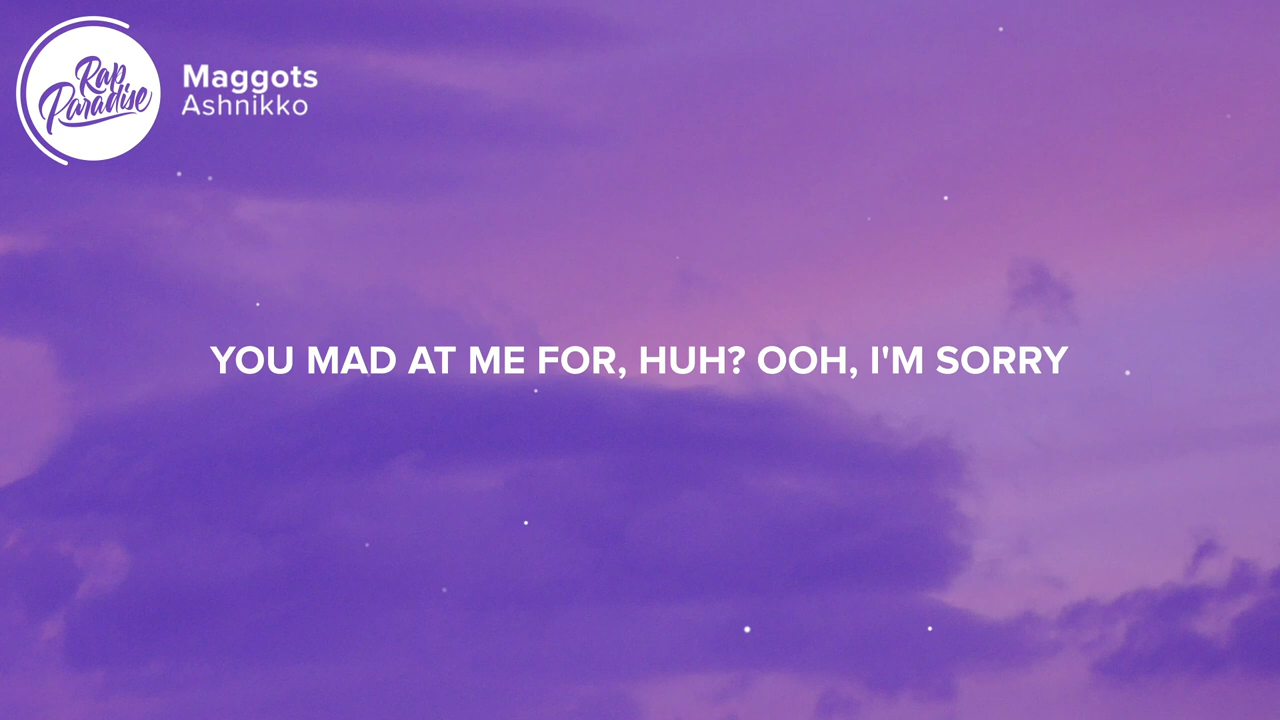 Rap
Paradise
Maggots
Ashnikko
YOU MAD AT ME FOR, HUH? OOH, I'M SORRY